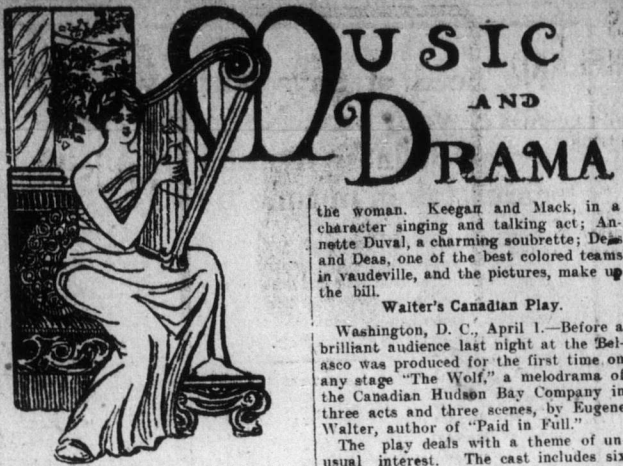 MUSIC
AND
DRAMA
the woman. Keegan and Mack, in a
character singing and talking act; An-
nette Duval, a charming soubrette; Deas
and Deas, one of the best colored teams
in vaudeville, and the pictures, make up
the bill.
Walter's Canadian Play.
Washington, D. C., April 1.—Before a
brilliant audience last night at the Bel-
asco was produced for the first time on
any stage "The Wolf," a melodrama of
the Canadian Hudson Bay Company in
three acts and three scenes, by Eugene
Walter, author of "Paid in Full."
The play deals with a theme of un
usual interest. The cast includes six